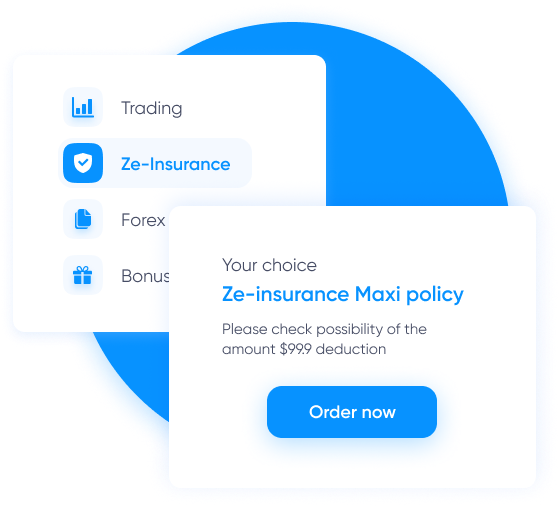 Trading
Ze-Insurance
Forex
Bonus
Your choice
Ze-insurance Maxi policy
Please check possibility of the
amount $99.9 deduction
Order now